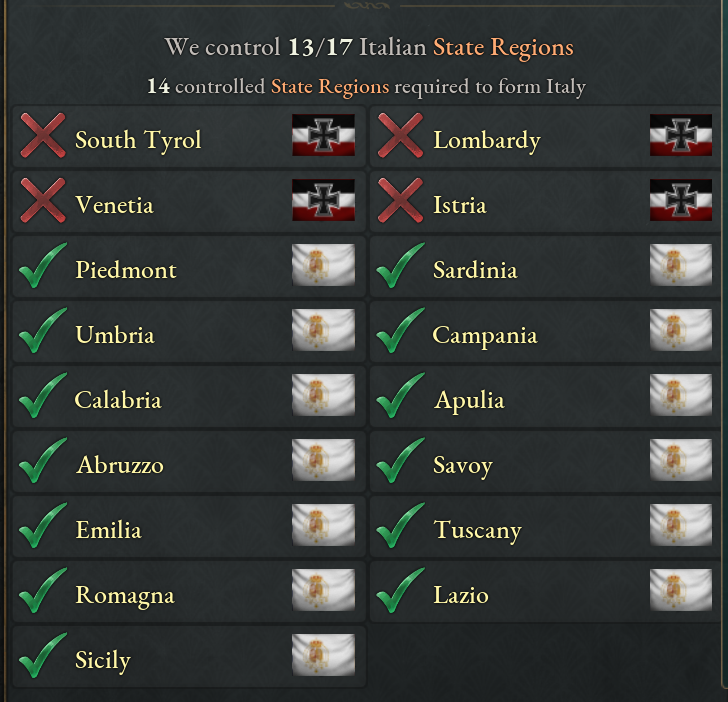 We control 13/17 Italian State Regions
14 controlled State Regions required to form Italy
South Tyrol
Lombardy
Venetia
Istria
Piedmont
Sardinia
Umbria
Campania
Calabria
Apulia
Abruzzo
Savoy
Emilia
Tuscany
Romagna
Lazio
Sicily